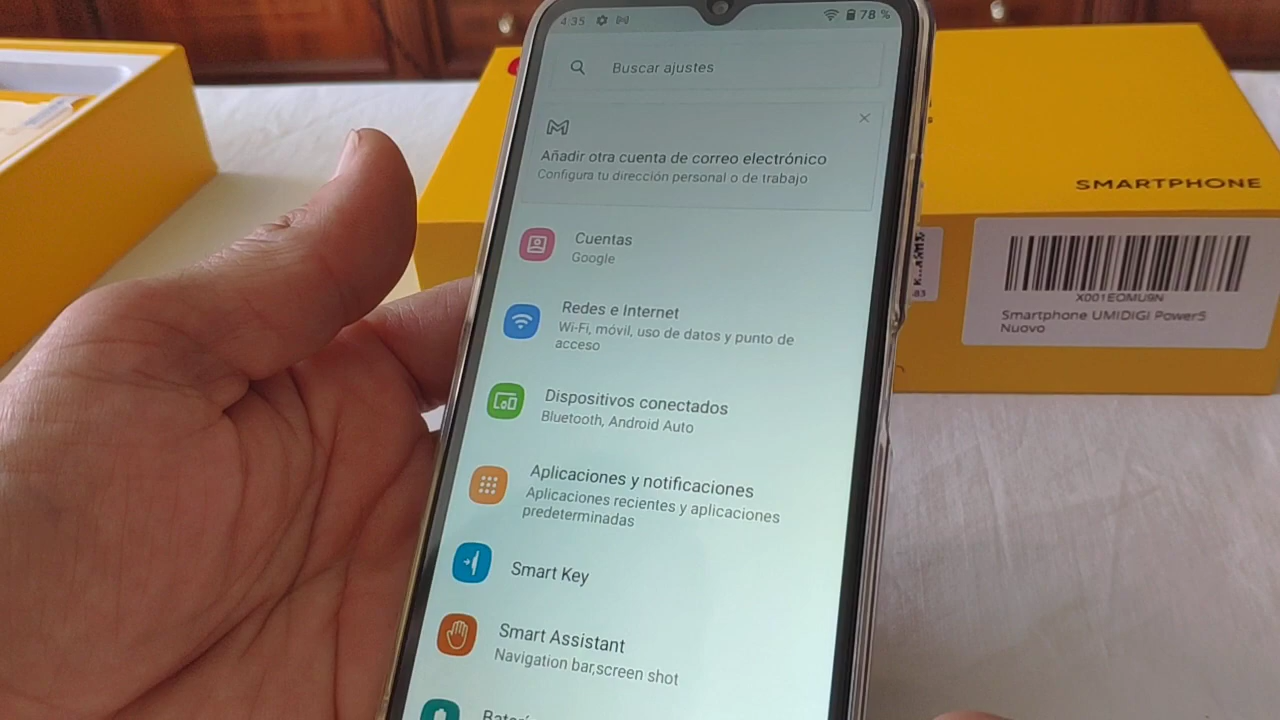 4:35
78 %
Buscar ajustes
Añadir otra cuenta de correo electrónico
Configura tu dirección personal o de trabajo
Cuentas
Google
Redes e Internet
Wi-Fi, móvil, uso de datos y punto de
acceso
Dispositivos conectados
Bluetooth, Android Auto
Aplicaciones y notificaciones
Aplicaciones recientes y aplicaciones
predeterminadas
Smart Key
Smart Assistant
Navigation bar,screen shot
SMARTPHONE
X001EOMU9N
Smartphone UMIDIGI Power5
Nuovo
83